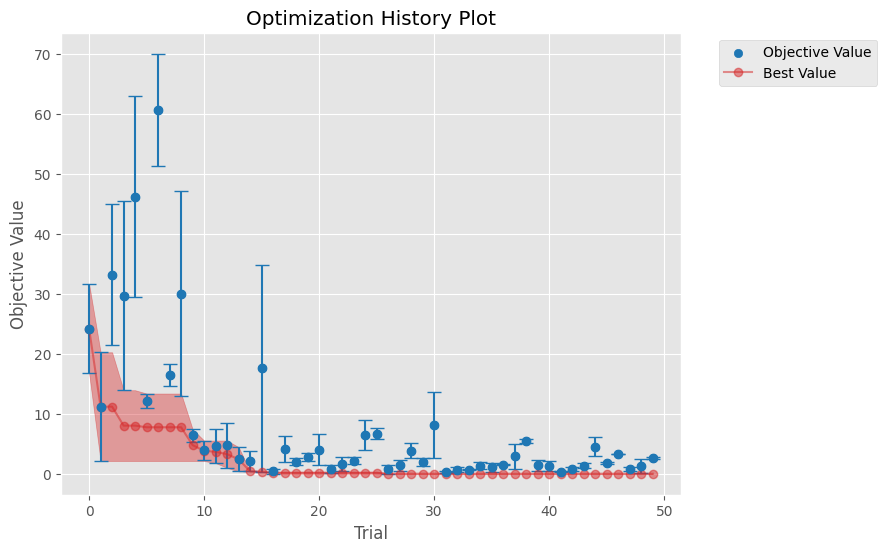 Optimization History Plot
Objective Value
Best Value
70
60
50
40
30
20
10
0
Objective Value
0 10 20 30 40 50
Trial